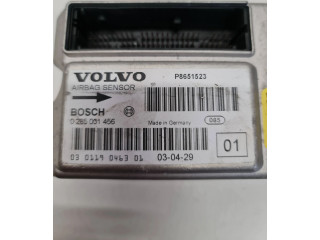 VOLVO
P8651523
AIRBAG SENSOR
BOSCH
0 285 001 456
Made in Germany
03 0119 0463 01
03-04-29
01